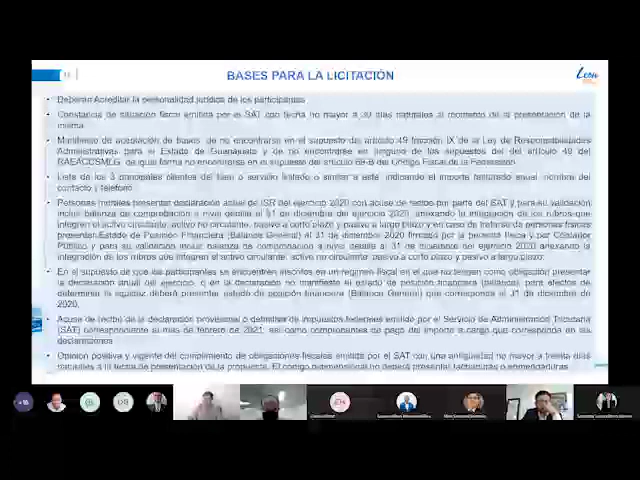 15
BASES PARA LA LICITACIÓN
León
• Deberán Acreditar la personalidad jurídica de los participantes
• Constancia de situación fiscal emitida por el SAT con fecha no mayor a 30 días naturales al momento de la presentación de la
misma.
• Manifiesto de aceptación de bases, de no encontrarse en el supuesto del artículo 49 fracción IX de la Ley de Responsabilidades
Administrativas para el Estado de Guanajuato y de no encontrarse en ninguno de los supuestos del del artículo 49 del
RAEACCSMLG, de igual forma no encontrarse en el supuesto del artículo 69-B del Código Fiscal de la Federación.
• Lista de los 3 principales clientes del bien o servicio licitado o similar a este indicando el importe facturado anual, nombre del
contacto y teléfono
• Personas morales presentar declaración anual de ISR del ejercicio 2020 con acuse de recibo por parte del SAT y para su validación
incluir balanza de comprobación a nivel detalle al 31 de diciembre del ejercicio 2020, anexando la integración de los rubros que
integren el activo circulante, activo no circulante, pasivo a corto plazo y pasivo a largo plazo y en caso de tratarse de personas físicas
presentar Estado de Posición Financiera (Balance General) al 31 de diciembre 2020 firmado por la persona física y por Contador
Público y para su validación incluir balanza de comprobación a nivel detalle al 31 de diciembre del ejercicio 2020 anexando la
integración de los rubros que integren el activo circulante, activo no circulante, pasivo a corto plazo y pasivo a largo plazo.
• En el supuesto de que los participantes se encuentren inscritos en un régimen fiscal en el que no tengan como obligación presentar
la declaración anual del ejercicio, o en la declaración no manifieste el estado de posición financiera (balance), para efectos de
determinar la liquidez deberá presentar estado de posición financiera (Balance General) que corresponda al 31 de diciembre de
2020.
• Acuse de recibo de la declaración provisional o definitiva de impuestos federales emitido por el Servicio de Administración Tributaria
(SAT) correspondiente al mes de febrero de 2021, así como comprobantes de pago del importe a cargo que corresponda en las
declaraciones
• Opinión positiva y vigente del cumplimiento de obligaciones fiscales emitida por el SAT con una antigüedad no mayor a treinta días
naturales a la fecha de presentación de la propuesta. El código bidimensional no deberá presentar tachaduras o enmendaduras.
EH